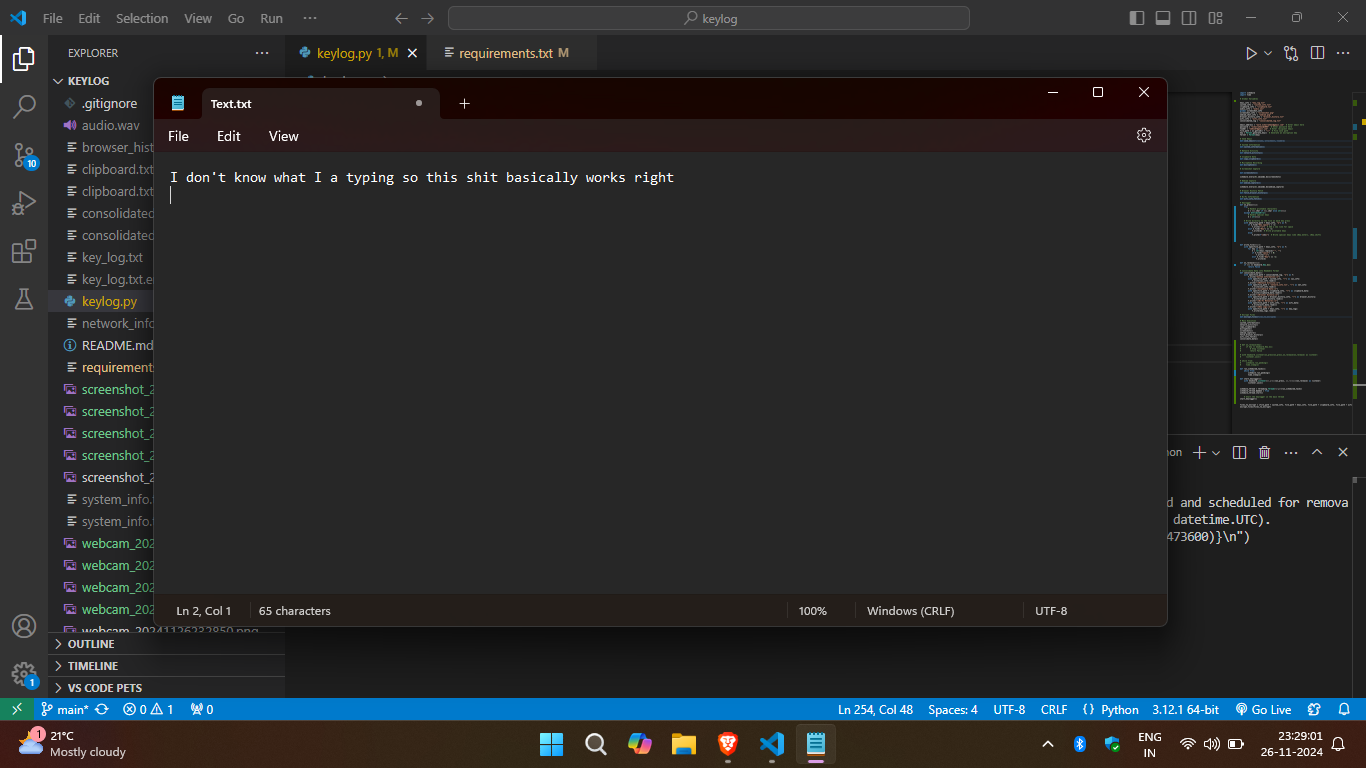 File Edit Selection View Go Run ···
keylog
EXPLORER
keylog.py 1, M
requirements.txt M
KEYLOG
.gitignore
audio.wav
browser_hist
clipboard.txt
clipboard.txt
consolidated
consolidated
key_log.txt
key_log.txt.e
keylog.py
network_info
README.md
requirements
screenshot_2
screenshot_2
screenshot_2
screenshot_2
screenshot_2
system_info.
system_info.
webcam_202
webcam_202
webcam_202
webcam_202
webcam_20241126232850.png
OUTLINE
TIMELINE
VS CODE PETS
10
1
Text.txt
File Edit View
I don't know what I a typing so this shit basically works right
Ln 2, Col 1
65 characters
100%
Windows (CRLF)
UTF-8
d and scheduled for remova
datetime.UTC).
473600)}\n")
main*
0 1
0
Ln 254, Col 48
Spaces: 4
UTF-8
CRLF
Python
3.12.1 64-bit
Go Live
1
21°C
Mostly cloudy
ENG
IN
23:29:01
26-11-2024